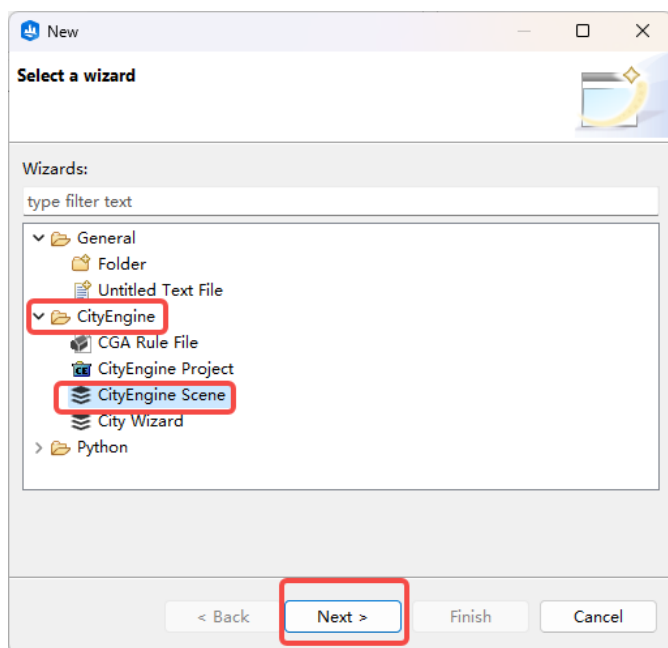 New
Select a wizard
Wizards:
type filter text
General
Folder
Untitled Text File
CityEngine
CGA Rule File
CityEngine Project
CityEngine Scene
City Wizard
Python
< Back Next > Finish Cancel